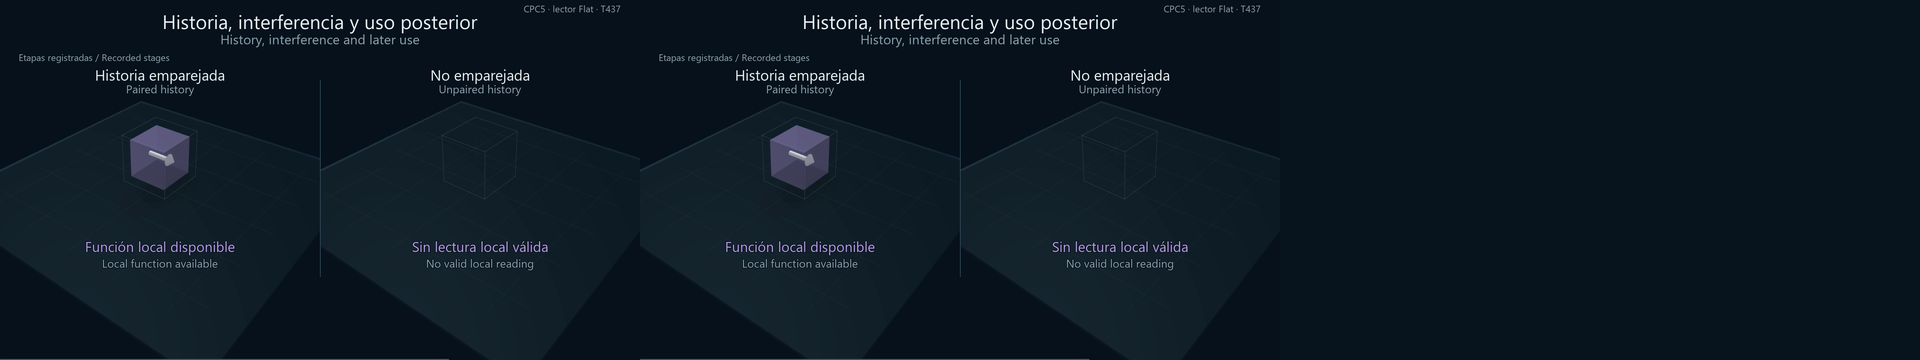 CPC5 · lector Flat · T437
Historia, interferencia y uso posterior
History, interference and later use
Etapas registradas / Recorded stages
Historia emparejada
Paired history
No emparejada
Unpaired history
Función local disponible
Local function available
Sin lectura local válida
No valid local reading
CPC5 · lector Flat · T437
Historia, interferencia y uso posterior
History, interference and later use
Etapas registradas / Recorded stages
Historia emparejada
Paired history
No emparejada
Unpaired history
Función local disponible
Local function available
Sin lectura local válida
No valid local reading